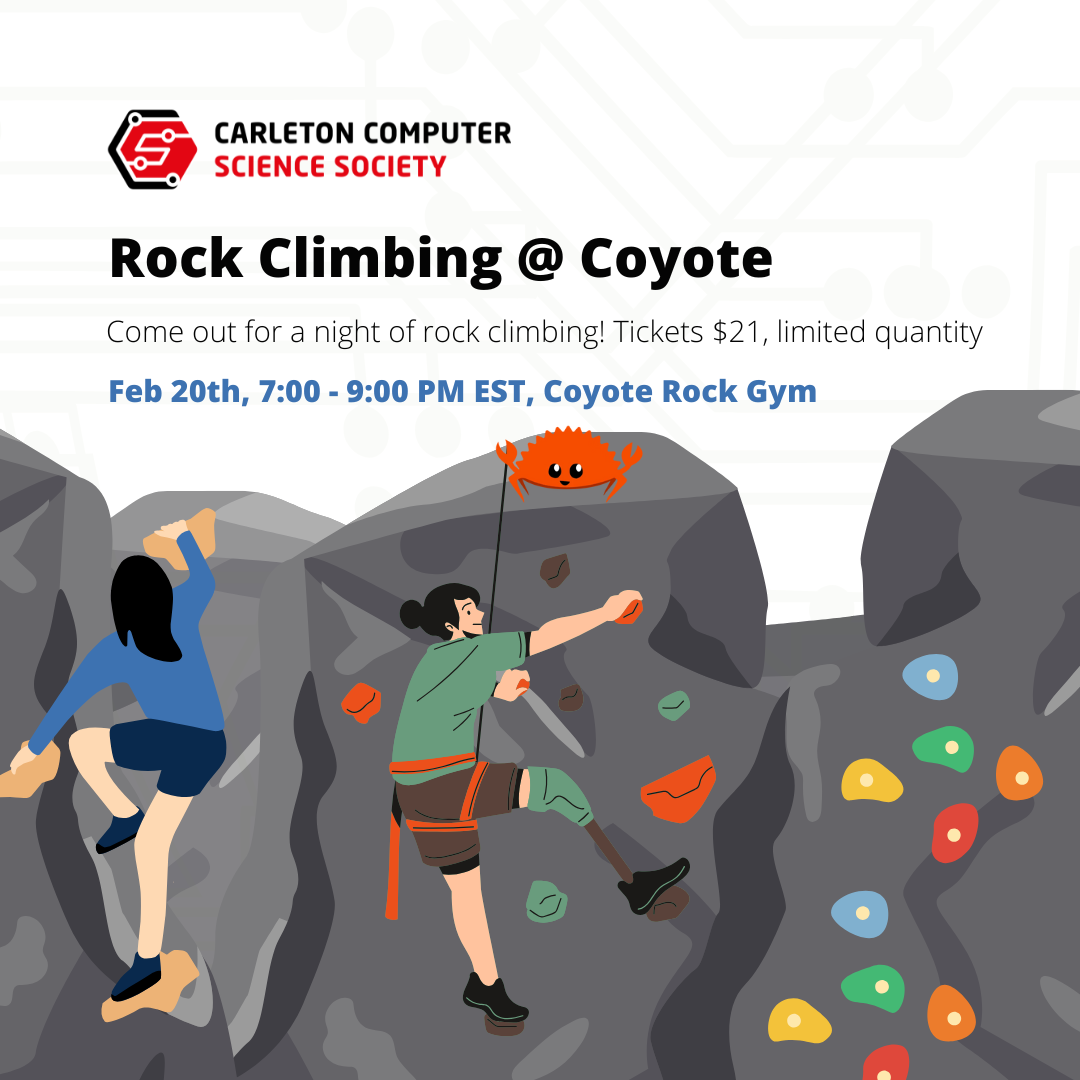 CARLETON COMPUTER
SCIENCE SOCIETY
Rock Climbing @ Coyote
Come out for a night of rock climbing! Tickets $21, limited quantity
Feb 20th, 7:00 - 9:00 PM EST, Coyote Rock Gym